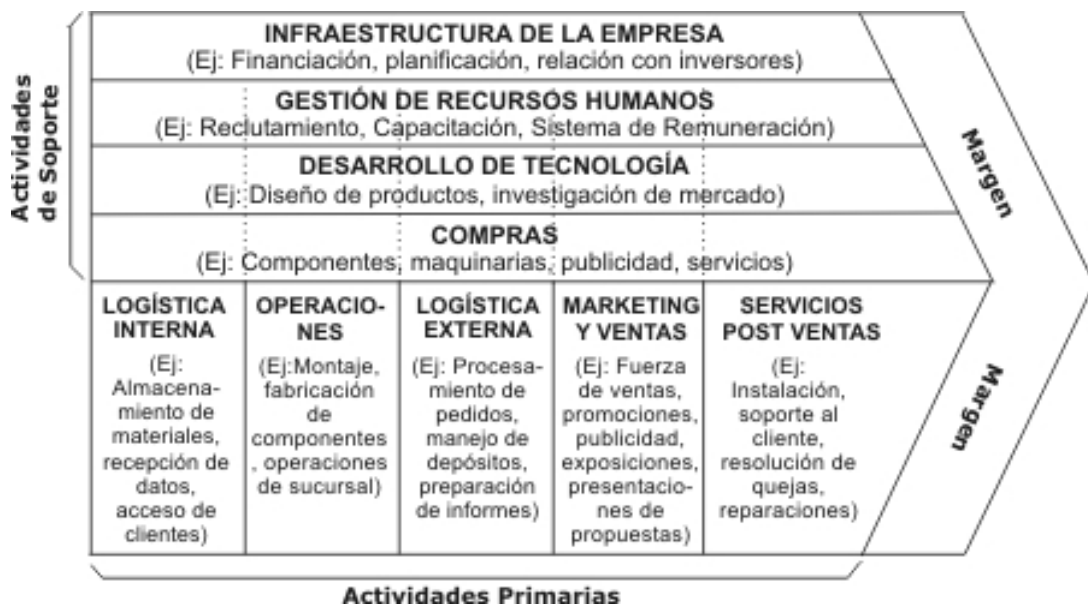 Actividades
de Soporte
INFRAESTRUCTURA DE LA EMPRESA
(Ej: Financiación, planificación, relación con inversores)
GESTIÓN DE RECURSOS HUMANOS
(Ej: Reclutamiento, Capacitación, Sistema de Remuneración)
DESARROLLO DE TECNOLOGÍA
(Ej: Diseño de productos, investigación de mercado)
COMPRAS
(Ej: Componentes, maquinarias, publicidad, servicios)
Margen
LOGÍSTICA
INTERNA
(Ej:
Almacena-
miento de
materiales,
recepción de
datos,
acceso de
clientes)
OPERACIO-
NES
(Ej:Montaje,
fabricación
de
componentes
, operaciones
de sucursal)
LOGÍSTICA
EXTERNA
(Ej: Procesa-
miento de
pedidos,
manejo de
depósitos,
preparación
de informes)
MARKETING
Y VENTAS
(Ej: Fuerza
de ventas,
promociones,
publicidad,
exposiciones,
presentacio-
nes de
propuestas)
SERVICIOS
POST VENTAS
(Ej:
Instalación,
soporte al
cliente,
resolución de
quejas,
reparaciones)
Margen
Actividades Primarias